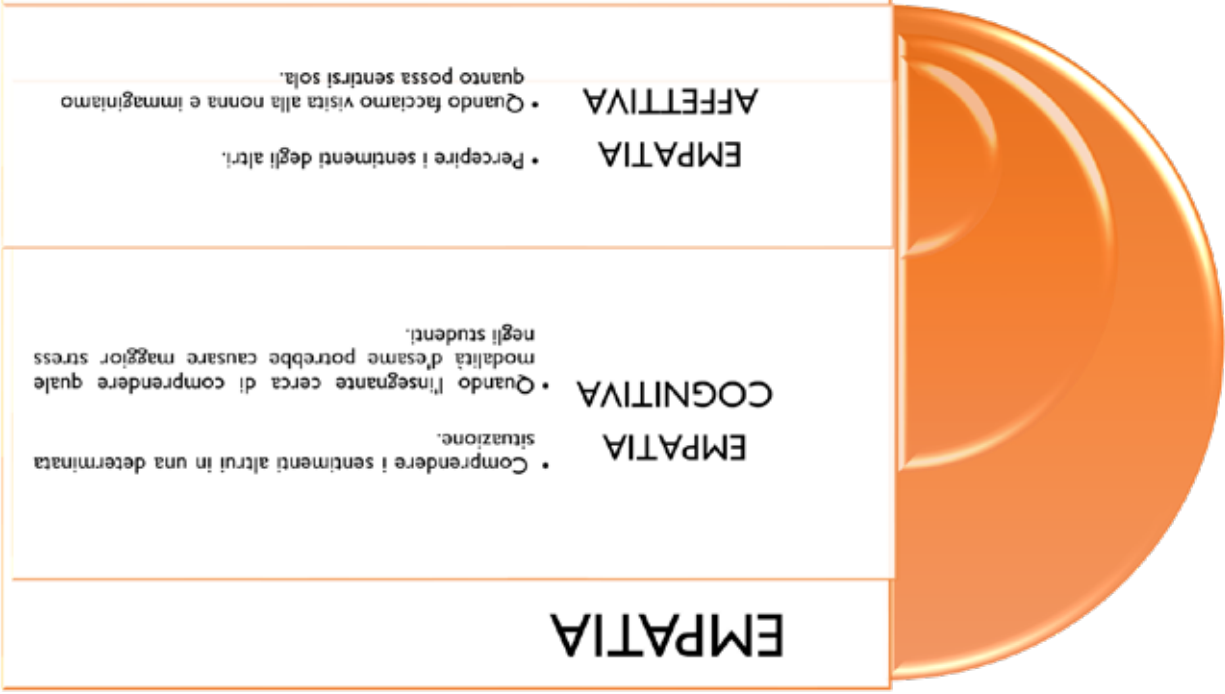 EMPATIA
EMPATIA
COGNITIVA
• Comprendere i sentimenti altrui in una determinata
situazione.
• Quando l'insegnante cerca di comprendere quale
modalità d'esame potrebbe causare maggior stress
negli studenti.
EMPATIA
AFFETTIVA
• Percepire i sentimenti degli altri.
• Quando facciamo visita alla nonna e immaginiamo
quanto possa sentirsi sola.